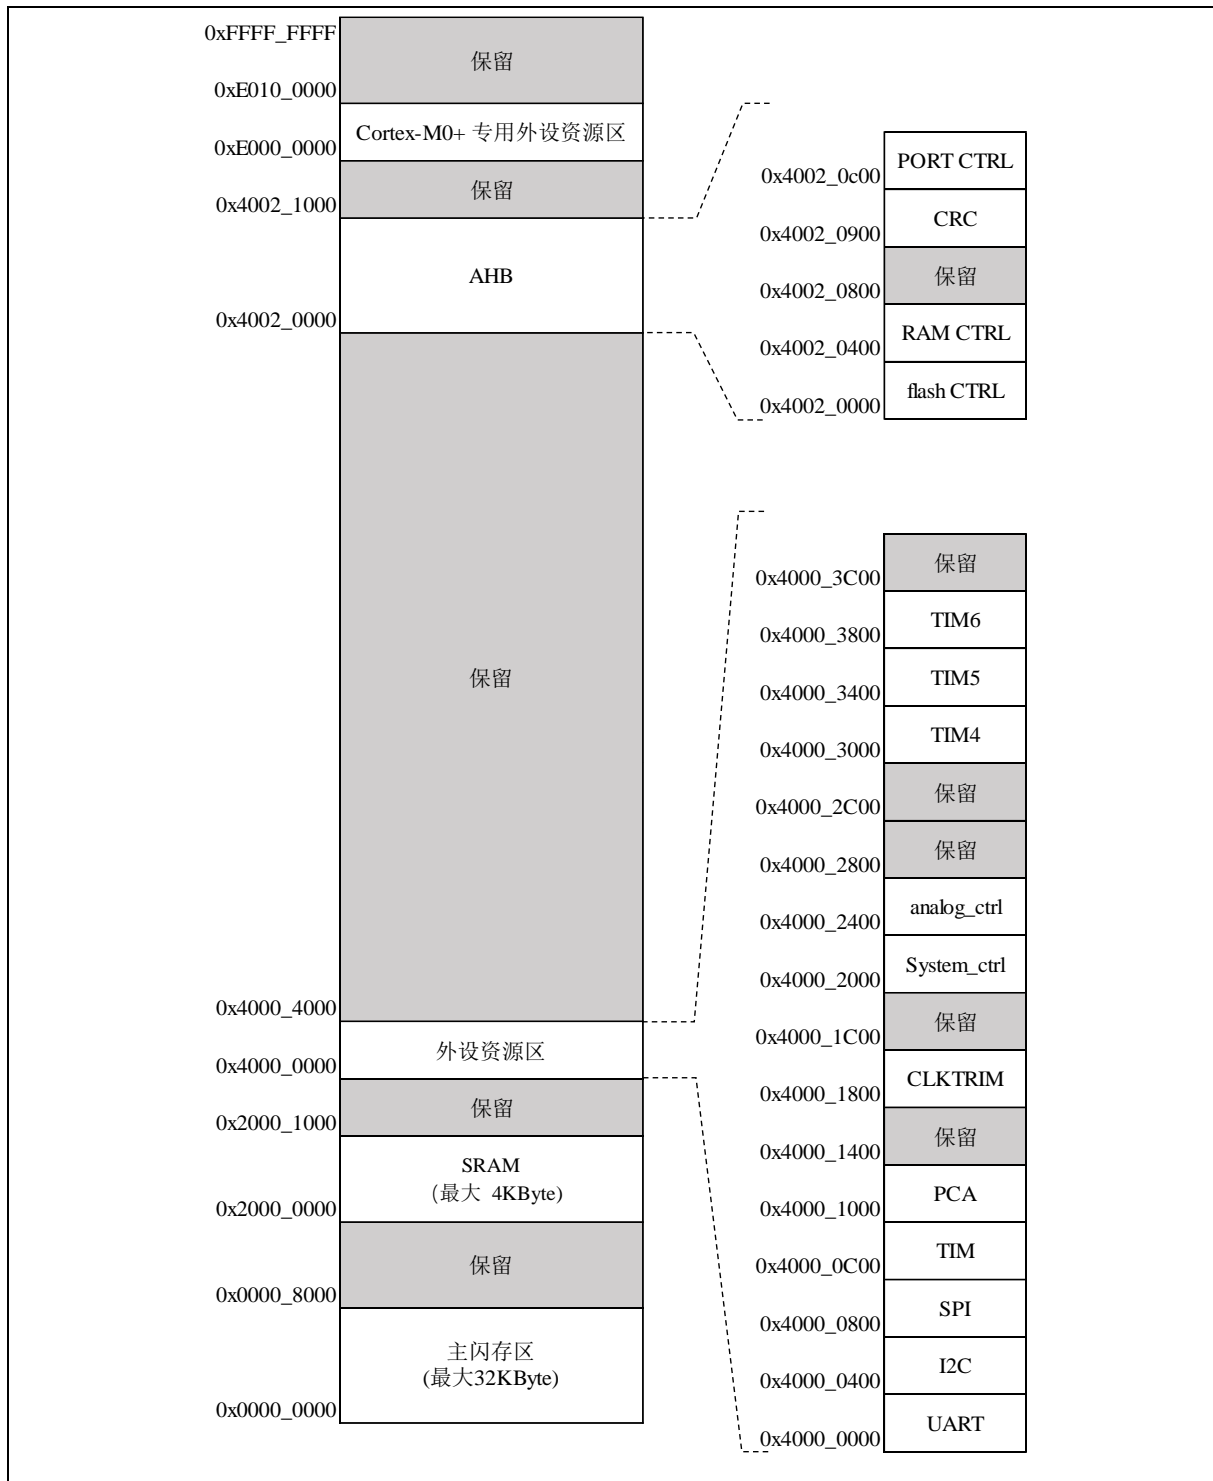 0xFFFF_FFFF
保留
0xE010_0000
Cortex-M0+ 专用外设资源区
0xE000_0000
保留
0x4002_1000
AHB
0x4002_0000
保留
0x4000_4000
外设资源区
0x4000_0000
保留
0x2000_1000
SRAM
(最大 4KByte)
0x2000_0000
保留
0x0000_8000
主闪存区
(最大32KByte)
0x0000_0000
PORT CTRL
0x4002_0c00
CRC
0x4002_0900
保留
0x4002_0800
RAM CTRL
0x4002_0400
flash CTRL
0x4002_0000
保留
0x4000_3C00
TIM6
0x4000_3800
TIM5
0x4000_3400
TIM4
0x4000_3000
保留
0x4000_2C00
保留
0x4000_2800
analog_ctrl
0x4000_2400
System_ctrl
0x4000_2000
保留
0x4000_1C00
CLKTRIM
0x4000_1800
保留
0x4000_1400
PCA
0x4000_1000
TIM
0x4000_0C00
SPI
0x4000_0800
I2C
0x4000_0400
UART
0x4000_0000